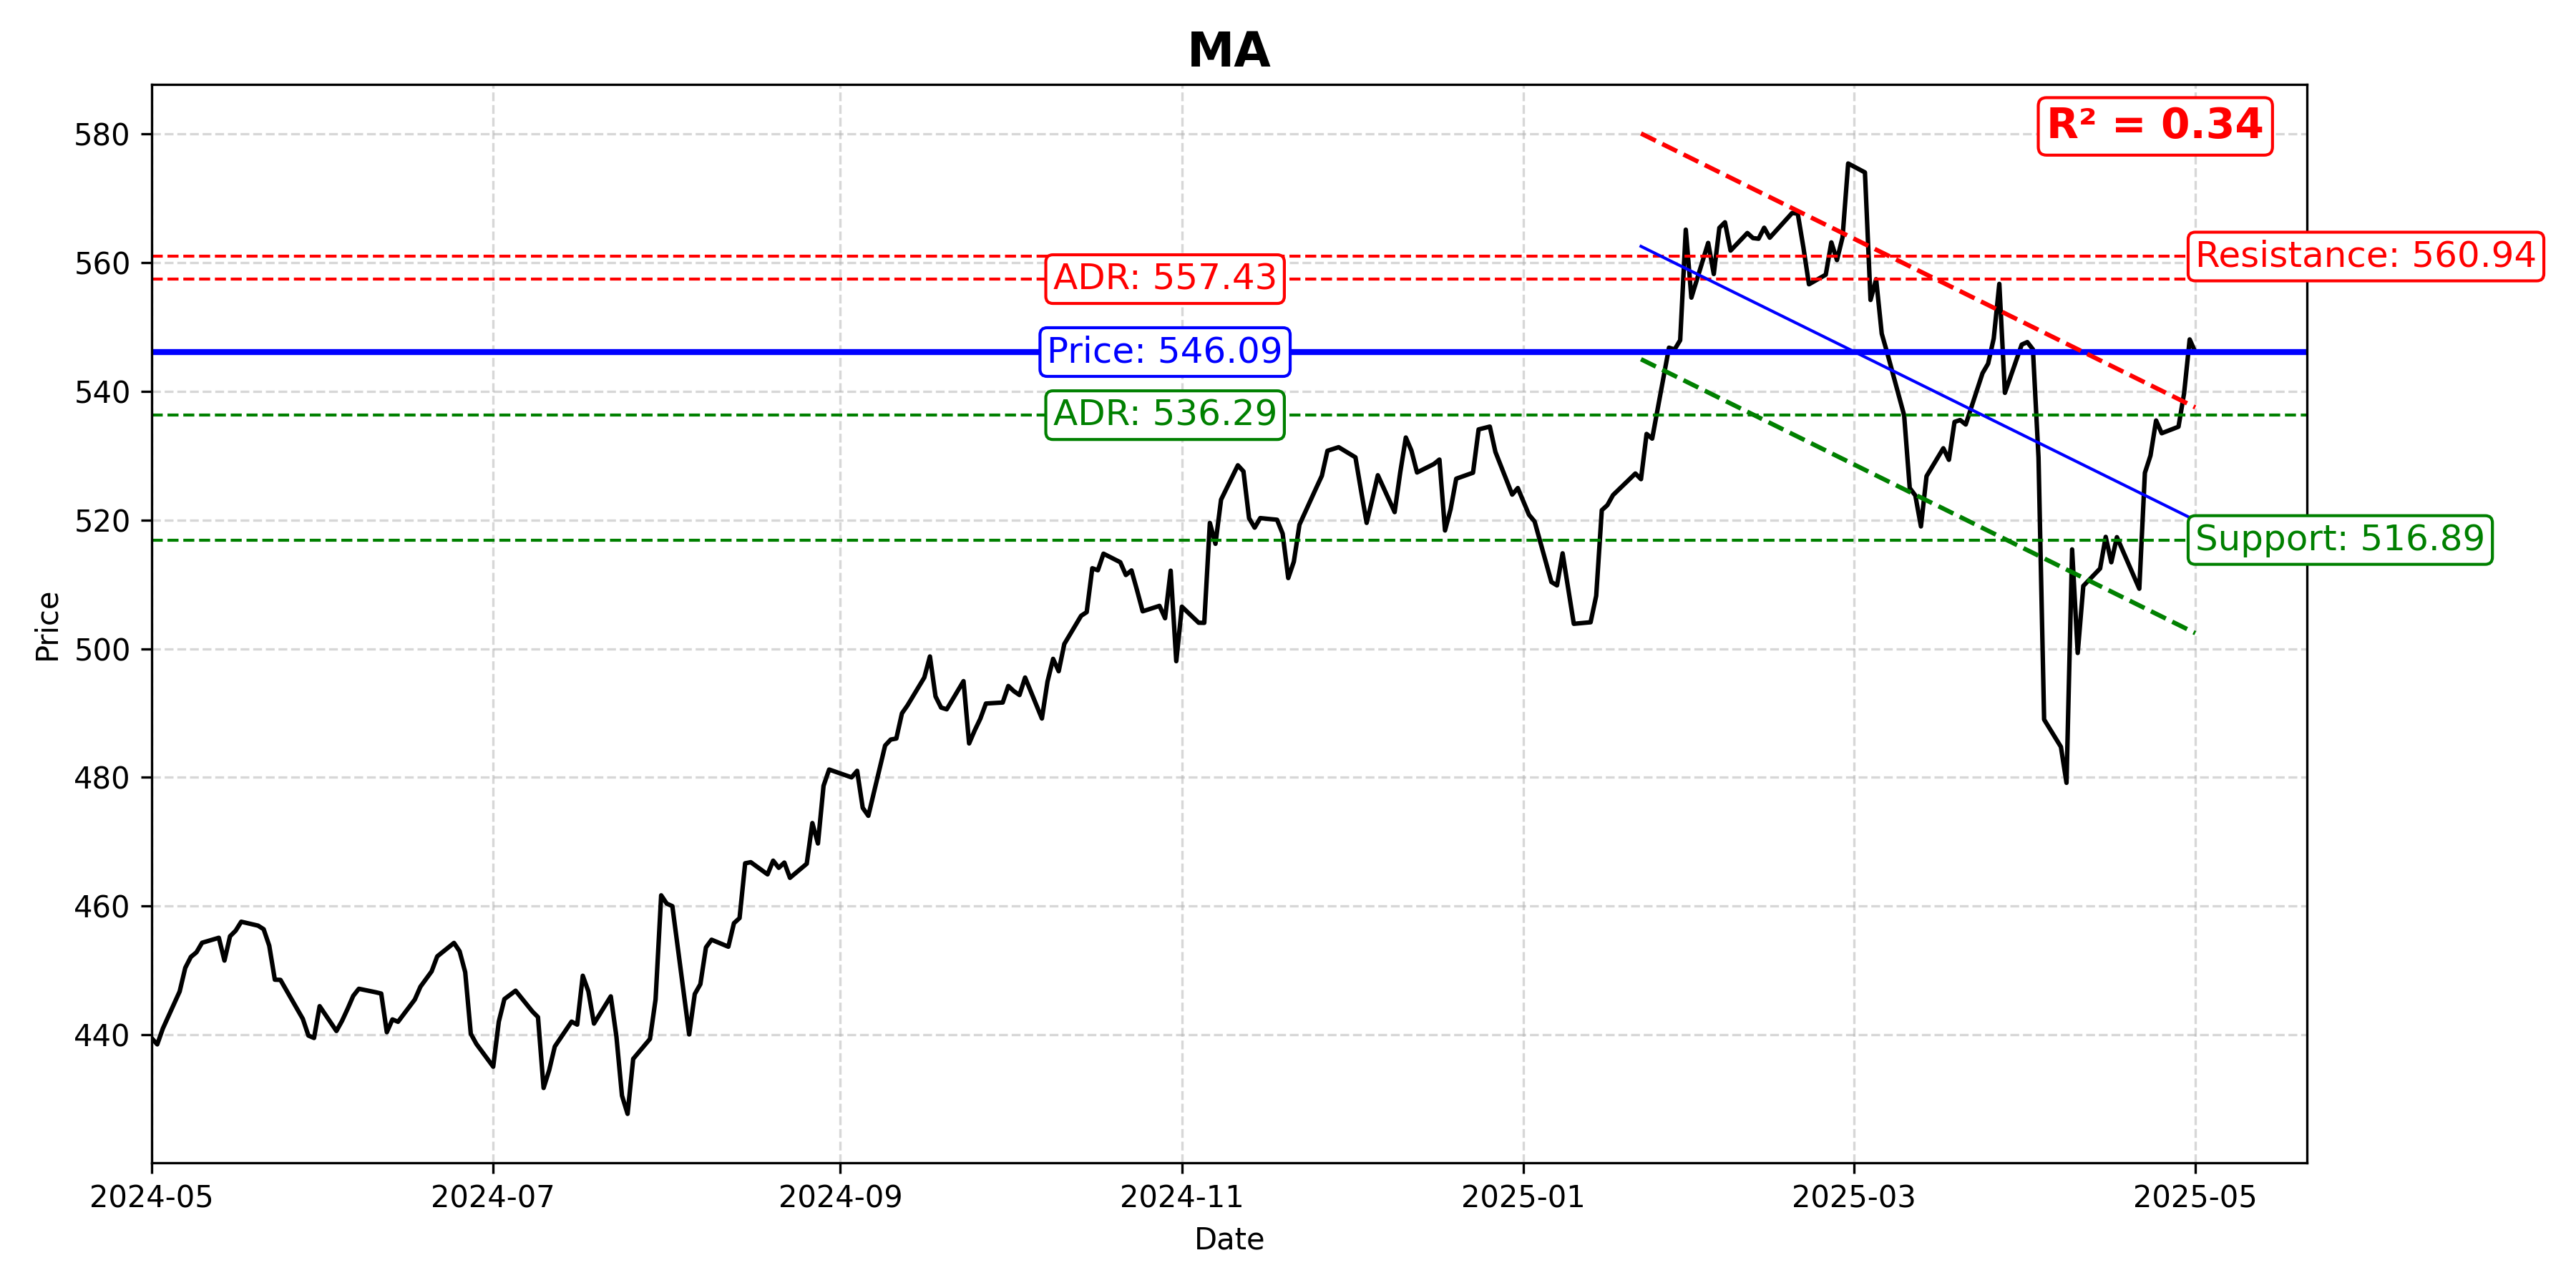 MA
R² = 0.34
580
560
540
520
500
480
460
440
Price
Resistance: 560.94
ADR: 557.43
Price: 546.09
ADR: 536.29
Support: 516.89
2024-05
2024-07
2024-09
2024-11
2025-01
2025-03
2025-05
Date